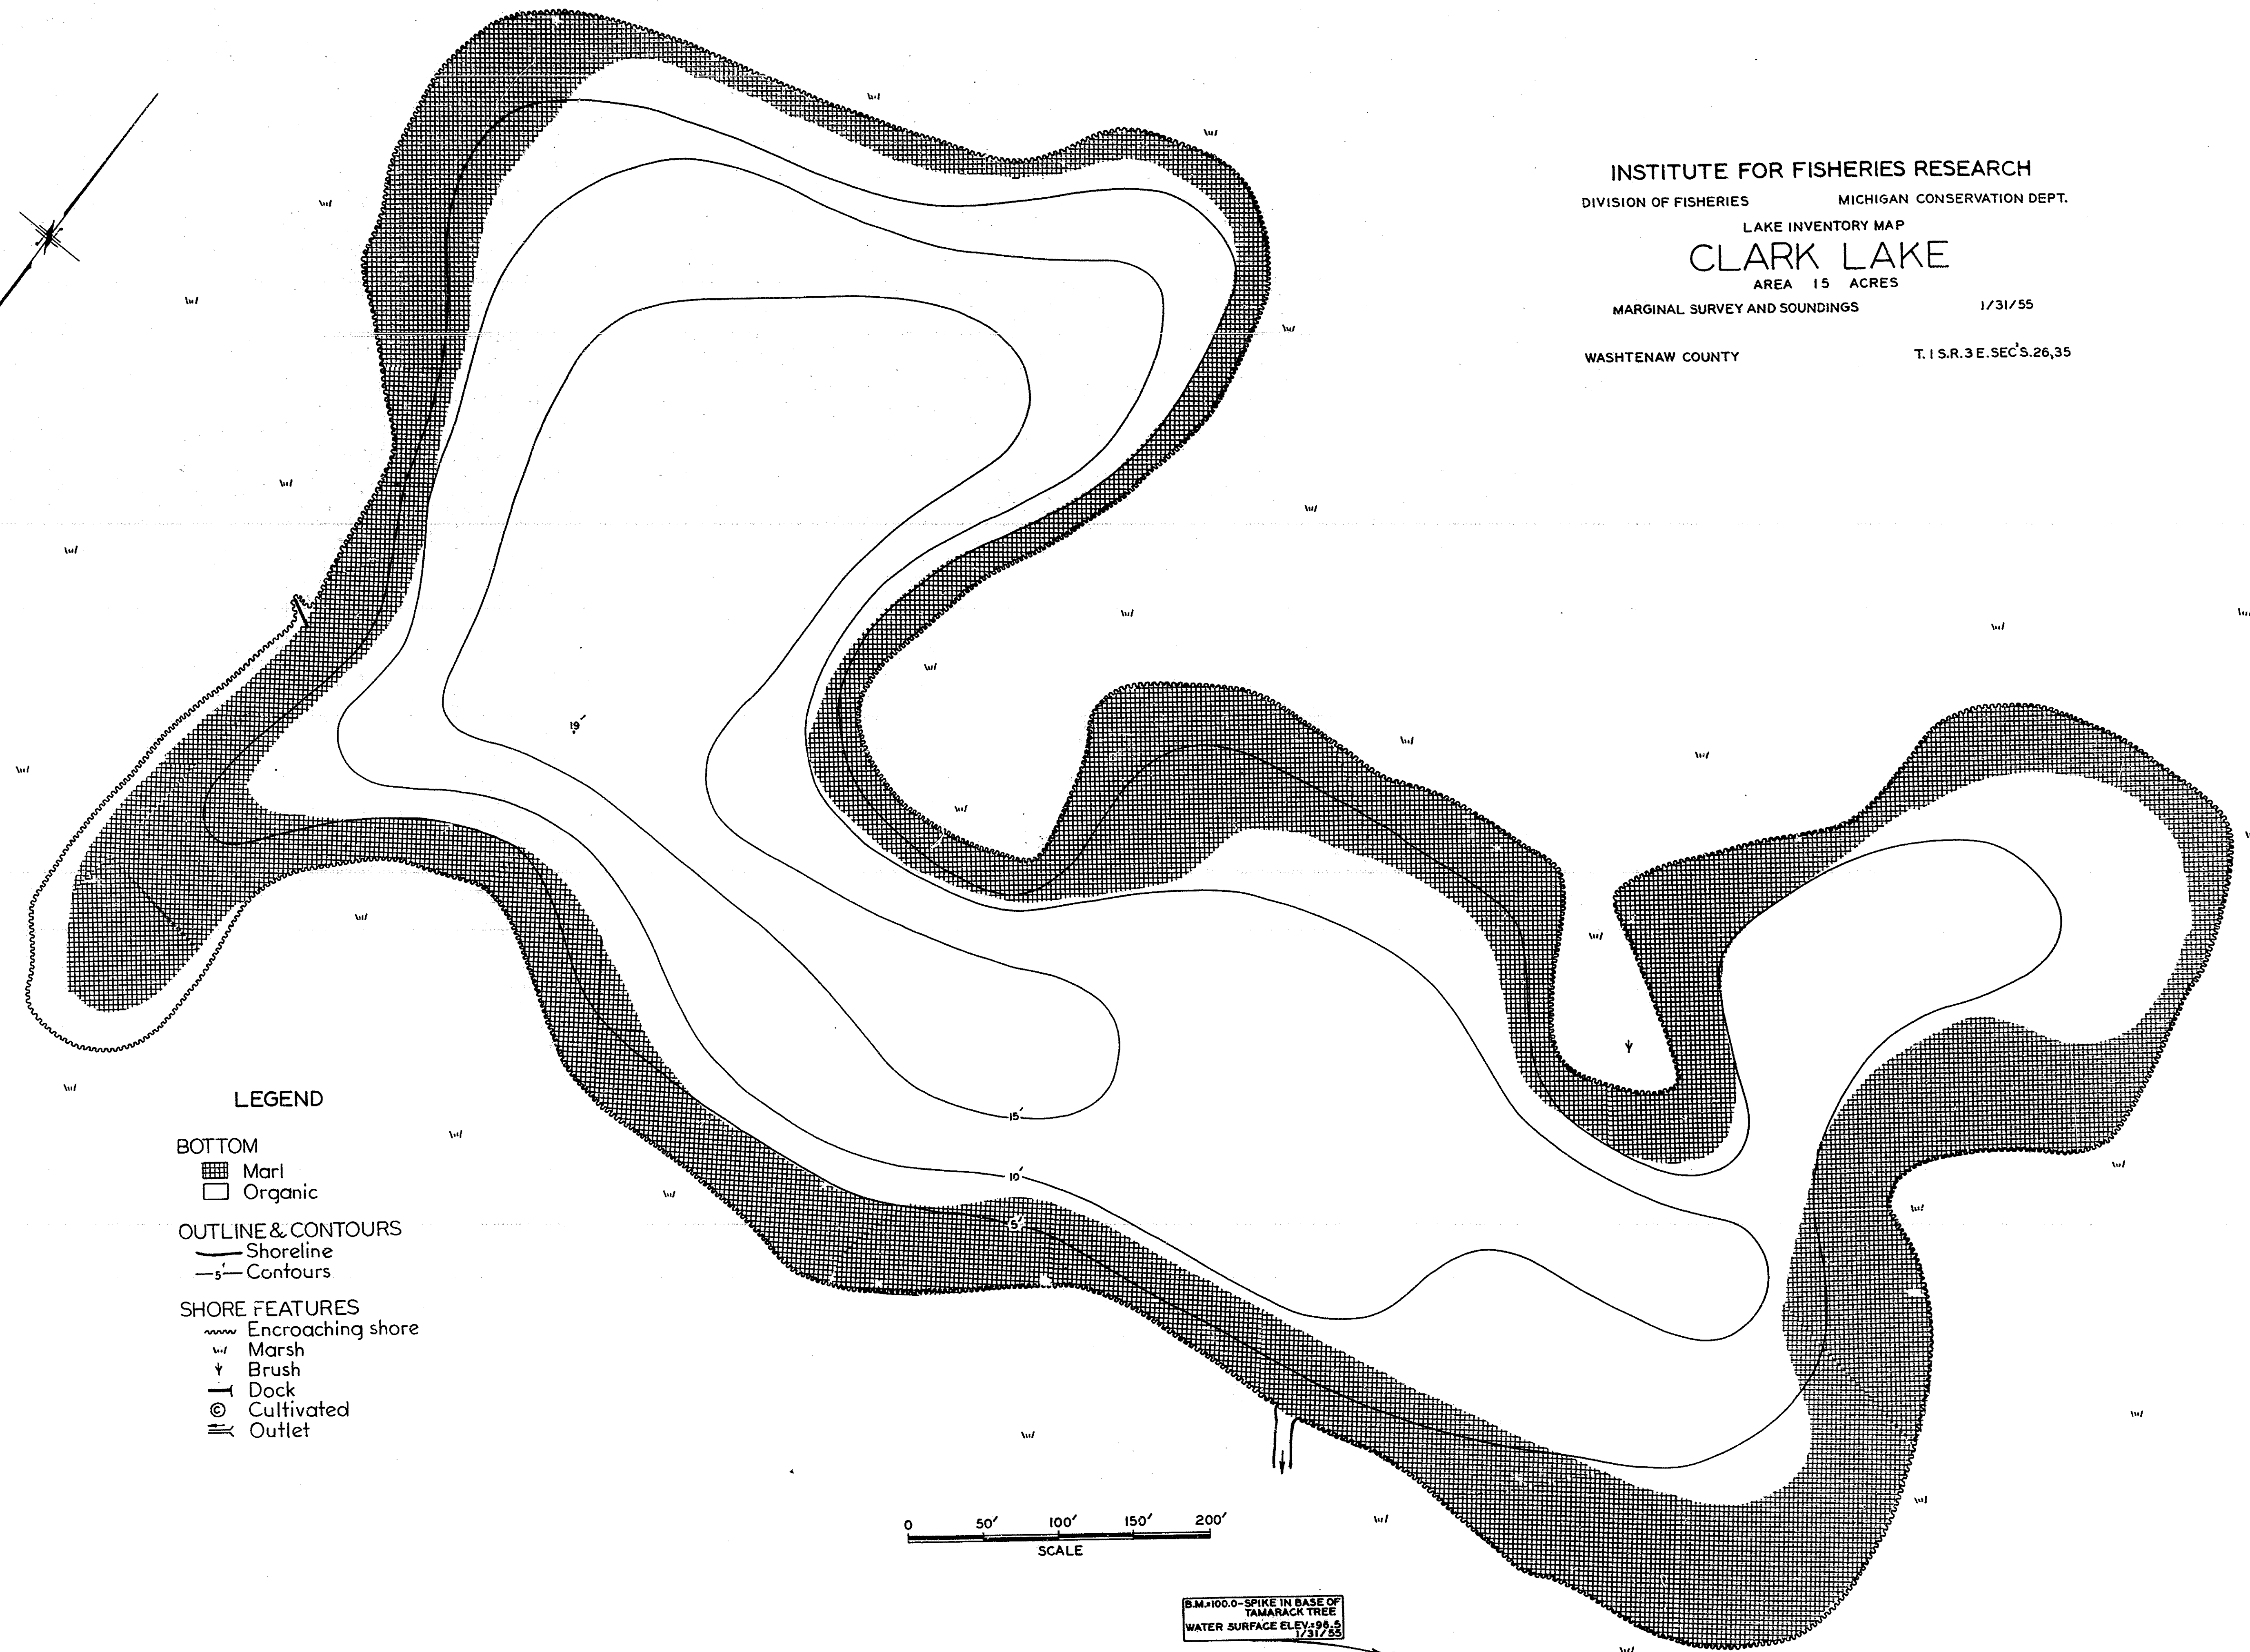 INSTITUTE FOR FISHERIES RESEARCH
DIVISION OF FISHERIES MICHIGAN CONSERVATION DEPT.
LAKE INVENTORY MAP
CLARK LAKE
AREA 15 ACRES
MARGINAL SURVEY AND SOUNDINGS 1/31/55
WASHTENAW COUNTY T. 1 S. R. 3 E. SEC'S. 26,35
19'
15'
10'
5'
LEGEND
BOTTOM
Marl
Organic
OUTLINE & CONTOURS
Shoreline
5' Contours
SHORE FEATURES
Encroaching shore
Marsh
Brush
Dock
© Cultivated
Outlet
0 50' 100' 150' 200'
SCALE
B.M.=100.0-SPIKE IN BASE OF
TAMARACK TREE
WATER SURFACE ELEV.=96.5
1/31/55